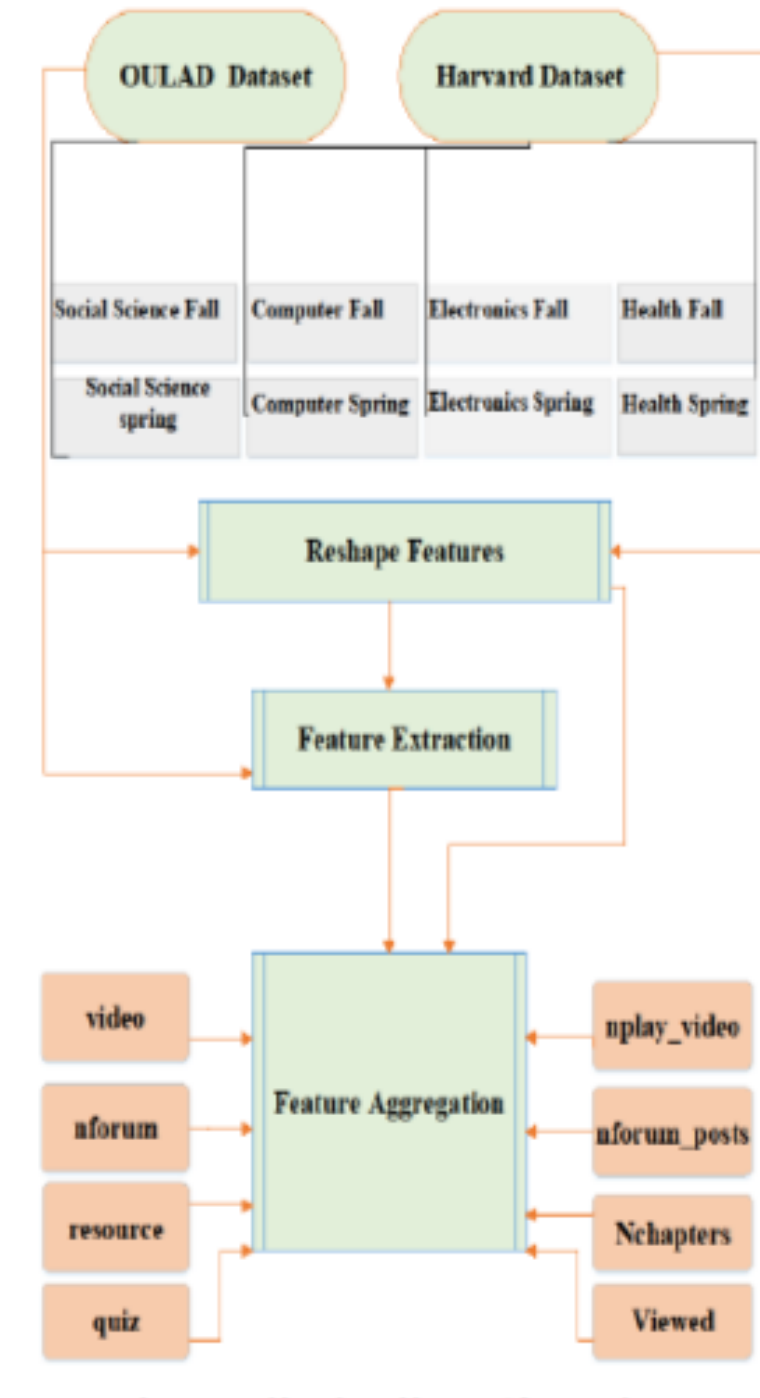 OULAD Dataset
Harvard Dataset
Social Science Fall
Computer Fall
Electronics Fall
Health Fall
Social Science
spring
Computer Spring
Electronics Spring
Health Spring
Reshape Features
Feature Extraction
Feature Aggregation
video
nforum
resource
quiz
nplay_video
nforum_posts
Nchapters
Viewed